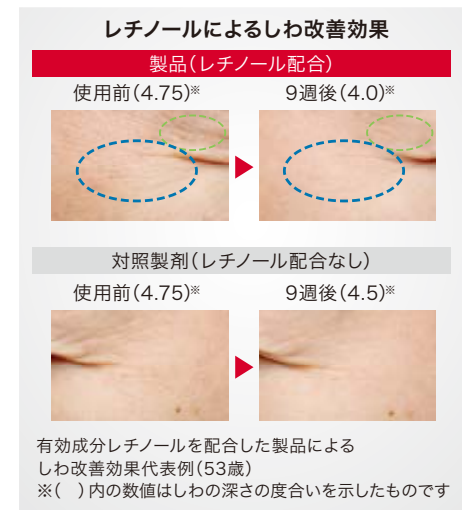 レチノールによるしわ改善効果
製品(レチノール配合)
使用前(4.75)※ 9週後(4.0)※
対照製剤(レチノール配合なし)
使用前(4.75)※ 9週後(4.5)※
有効成分レチノールを配合した製品による
しわ改善効果代表例(53歳)
※( )内の数値はしわの深さの度合いを示したものです